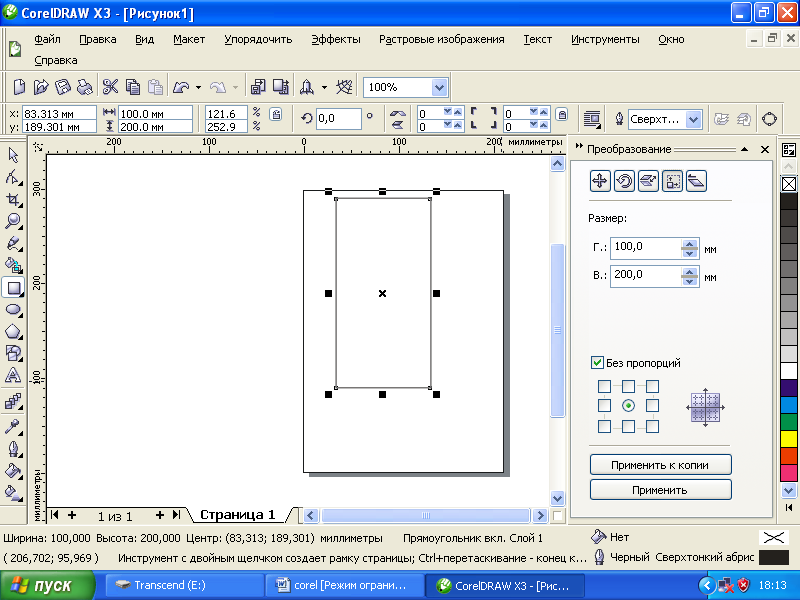 CorelDRAW X3 - [Рисунок1]
Файл Правка Вид Макет Упорядочить Эффекты Растровые изображения Текст Инструменты Окно
Справка
100%
x: 83.313 мм 100.0 мм 121.6 % 0,0 ° 0 0 Сверхт...
y: 189.301 мм 200.0 мм 252.9 % 0 0
200 100 0 100 200 миллиметры
Преобразование
300
200
100
миллиметры
Размер:
Г.: 100,0 мм
В.: 200,0 мм
Без пропорций
Применить к копии
Применить
1 из 1 Страница 1
Ширина: 100,000 Высота: 200,000 Центр: (83,313; 189,301) миллиметры Прямоугольник вкл. Слой 1 Нет
( 206,702; 95,969 ) Инструмент с двойным щелчком создает рамку страницы; Ctrl+перетаскивание - конец к... Черный Сверхтонкий абрис
пуск Transcend (E:) corel [Режим ограни... CorelDRAW X3 - [Рис... 18:13